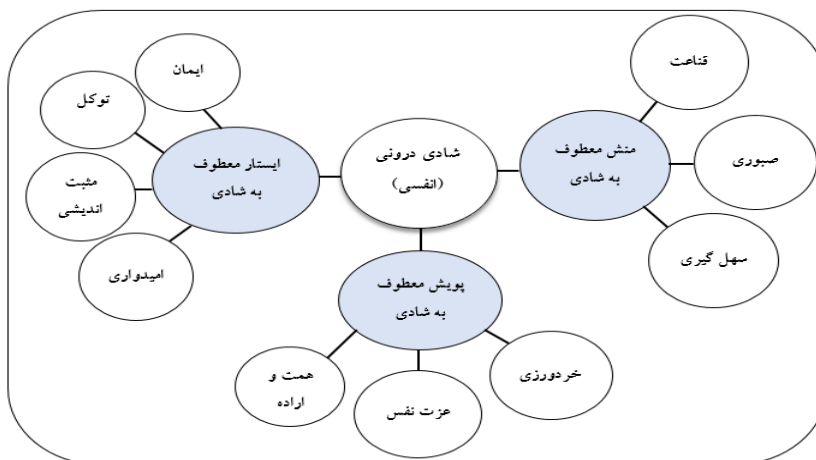 قناعت
ایمان
توکل
صبوری
شادی درونی
(انفسی)
منش معطوف
به شادی
ایستار معطوف
به شادی
مثبت
اندیشی
سهل گیری
امیدواری
پویش معطوف
به شادی
خردورزی
همت و
اراده
عزت نفس